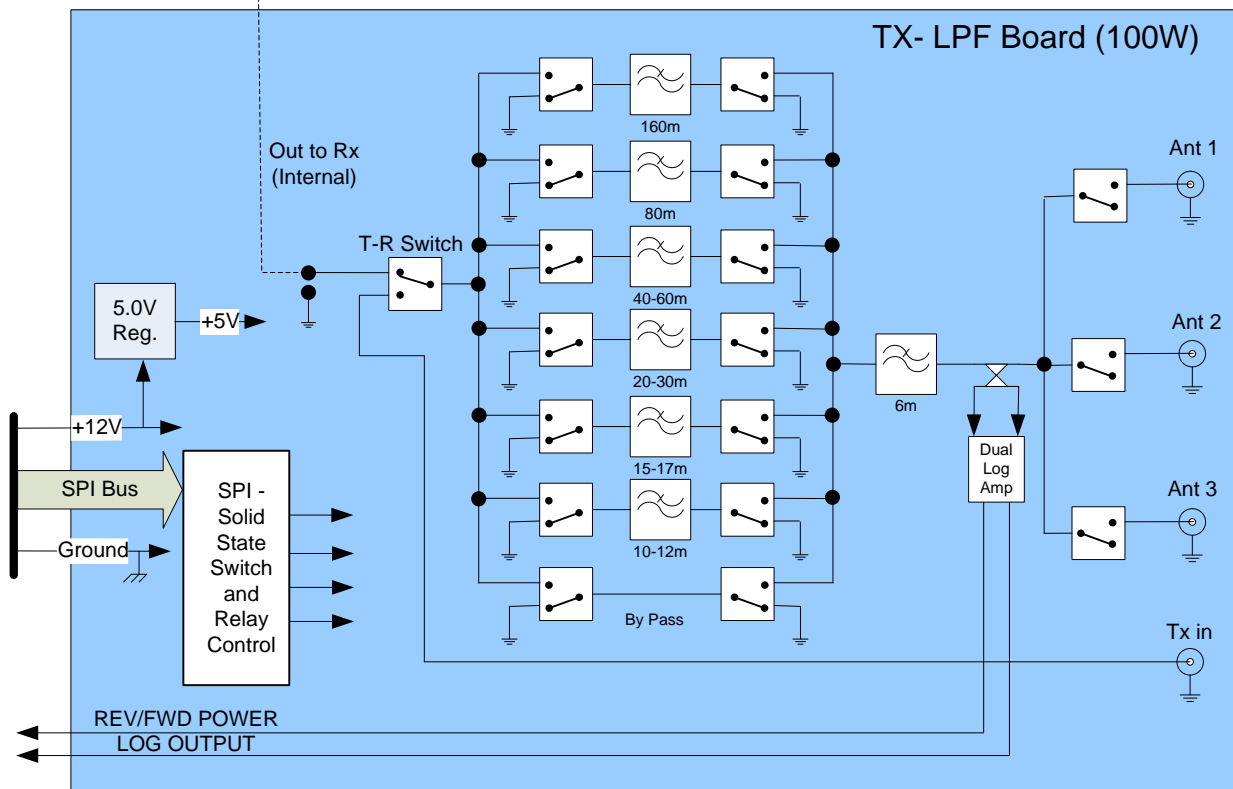 TX- LPF Board (100W)
Out to Rx
(Internal)
T-R Switch
160m
80m
40-60m
20-30m
15-17m
10-12m
By Pass
6m
Dual
Log
Amp
Ant 1
Ant 2
Ant 3
Tx in
5.0V
Reg.
+5V
+12V
SPI Bus
Ground
SPI -
Solid
State
Switch
and
Relay
Control
REV/FWD POWER
LOG OUTPUT